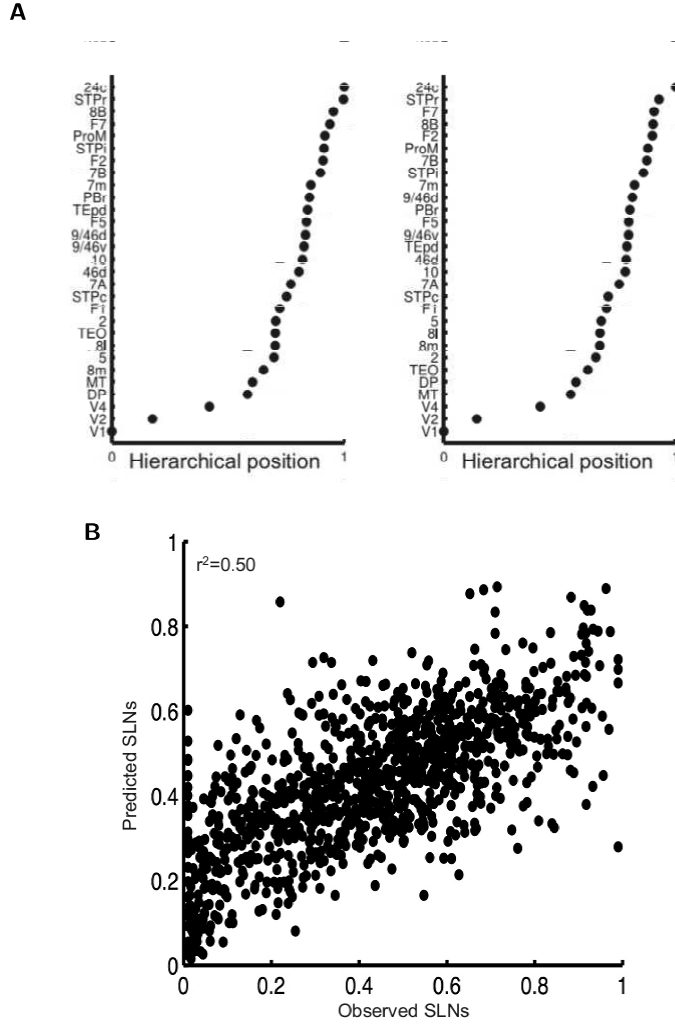 A
24c
STPr
8B
F7
ProM
STPi
F2
7B
7m
PBr
TEpd
F5
9/46d
9/46v
10
46d
7A
STPc
F1
2
TEO
8l
5
8m
MT
DP
V4
V2
V1
0 Hierarchical position 1
24c
STPr
F7
8B
F2
ProM
7B
STPi
7m
9/46d
PBr
F5
9/46v
TEpd
46d
10
7A
STPc
F1
5
8l
8m
2
TEO
DP
MT
V4
V2
V1
0 Hierarchical position 1
B
r²=0.50
Predicted SLNs
1
0.8
0.6
0.4
0.2
0
0 0.2 0.4 0.6 0.8 1
Observed SLNs